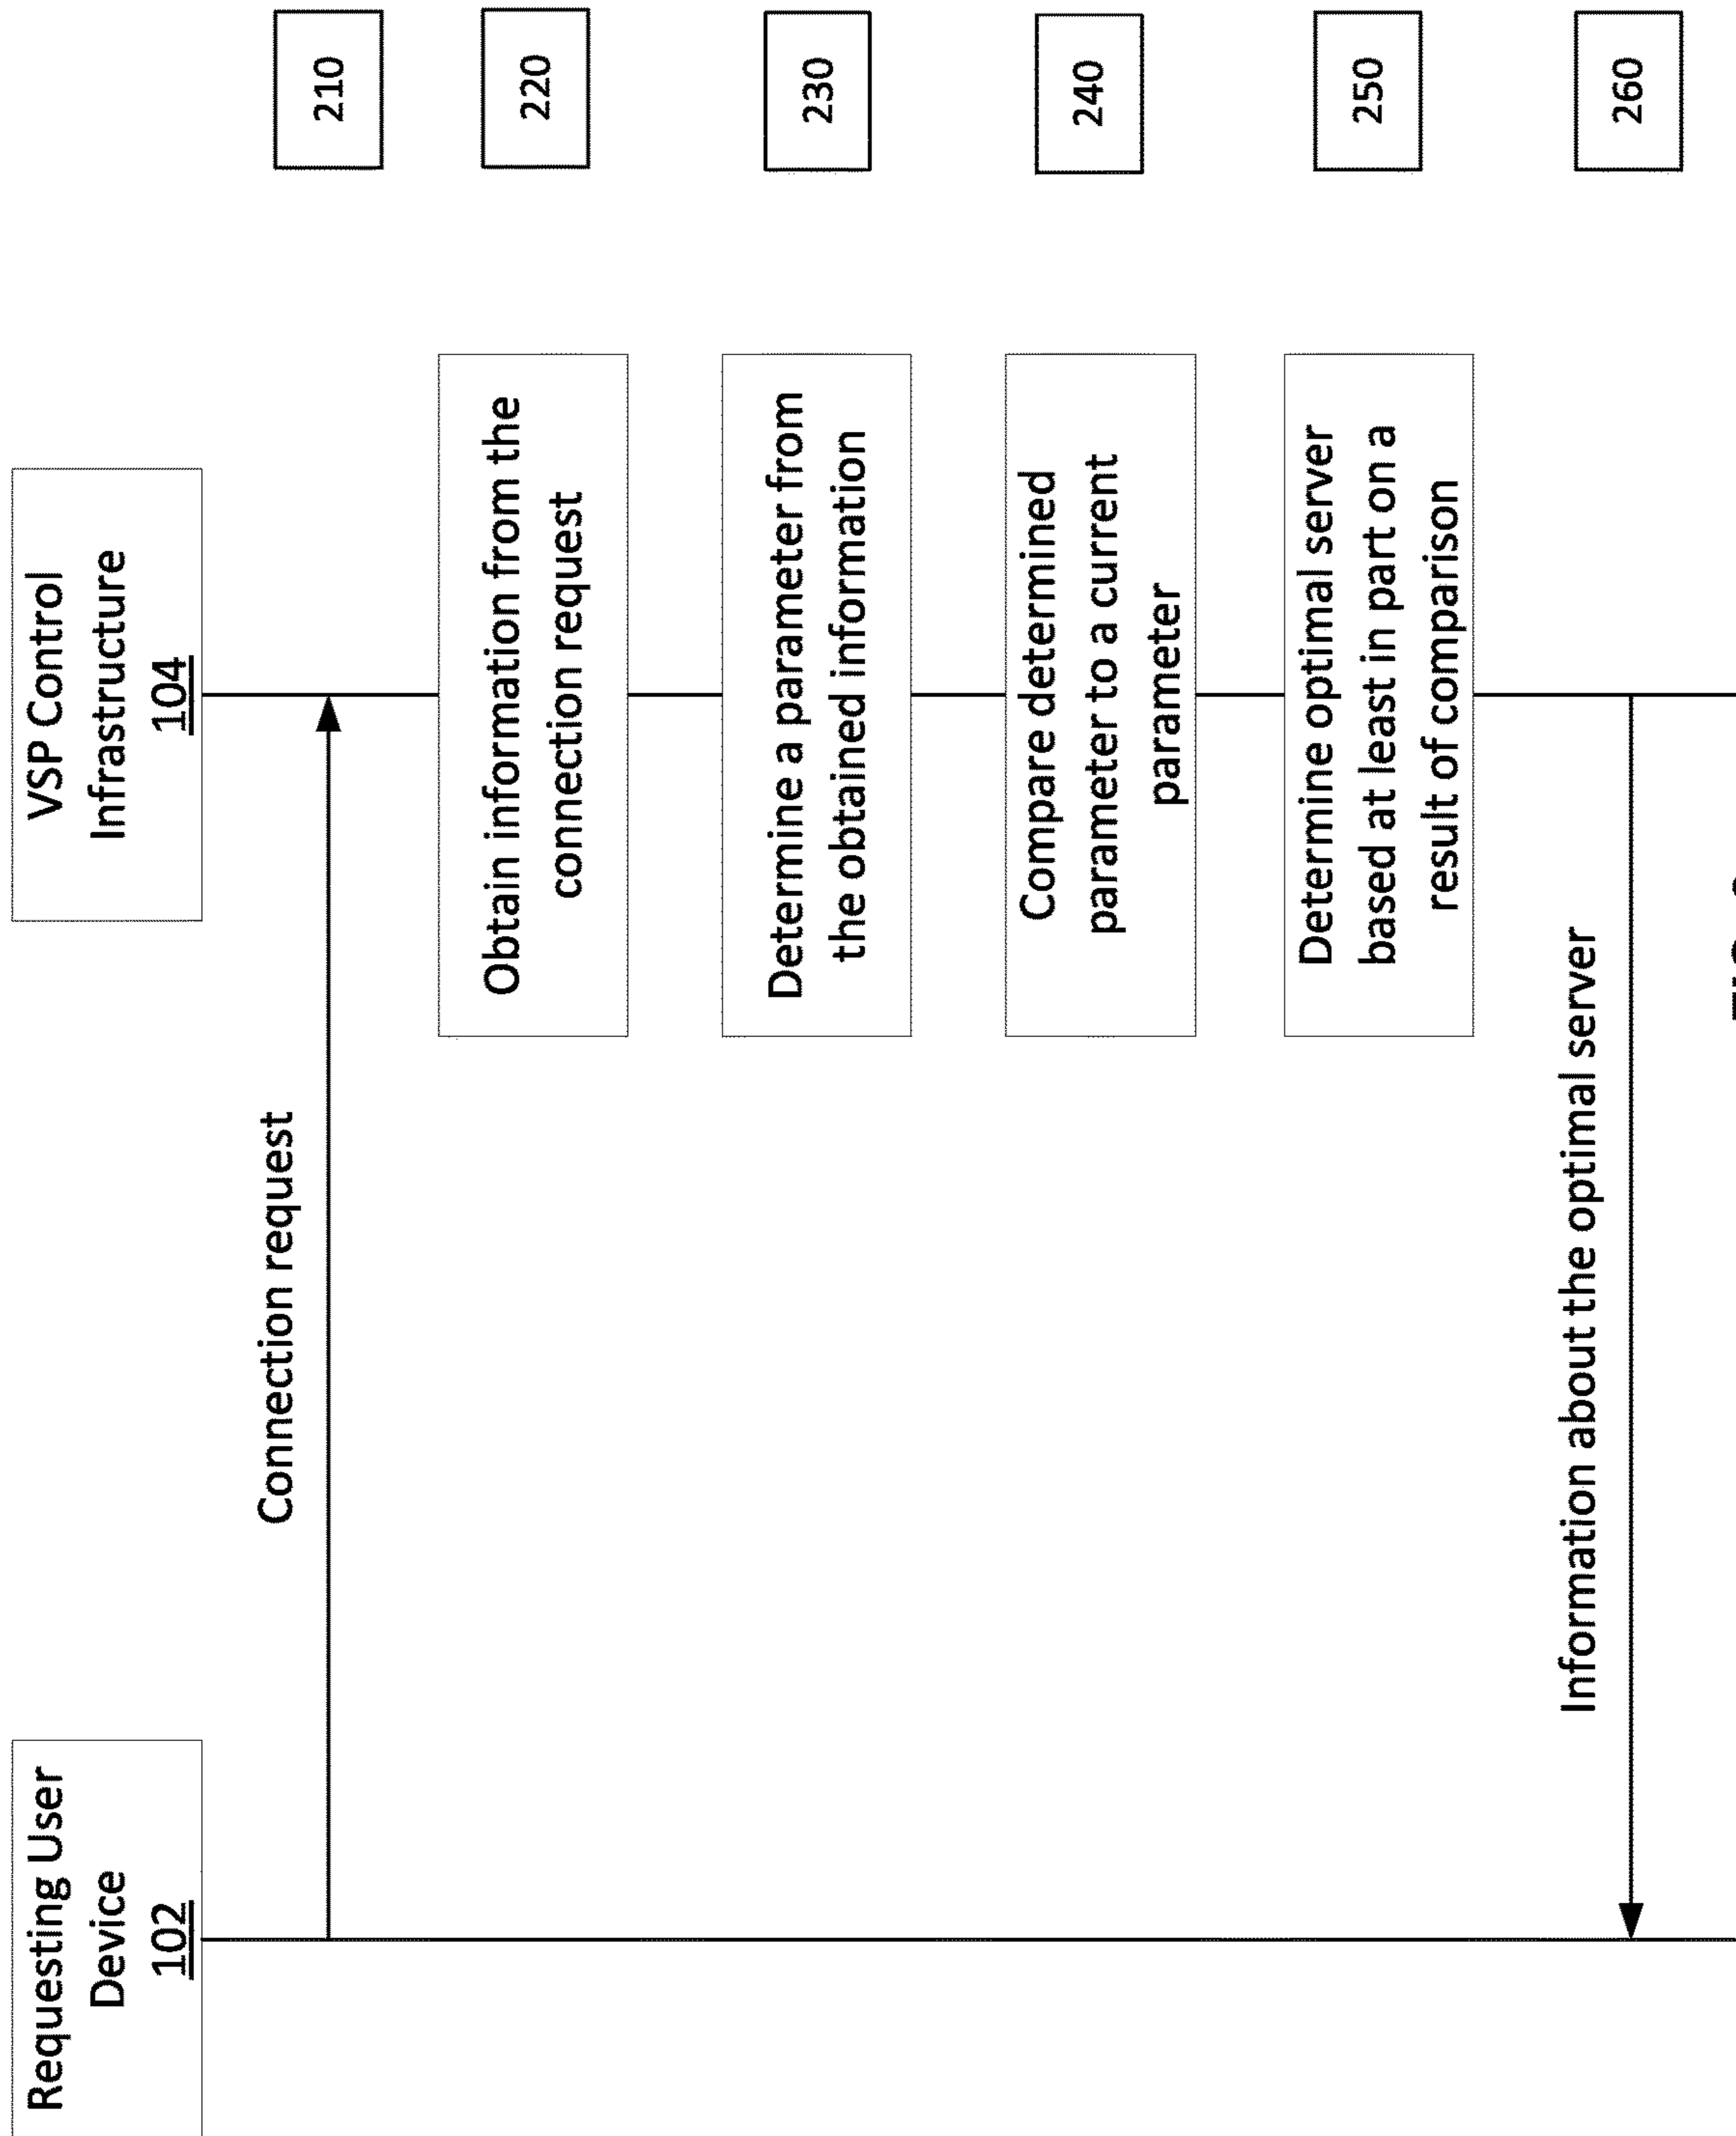 Requesting User
Device
102
VSP Control
Infrastructure
104
Connection request
210
Obtain information from the
connection request
220
Determine a parameter from
the obtained information
230
Compare determined
parameter to a current
parameter
240
Determine optimal server
based at least in part on a
result of comparison
250
Information about the optimal server
260